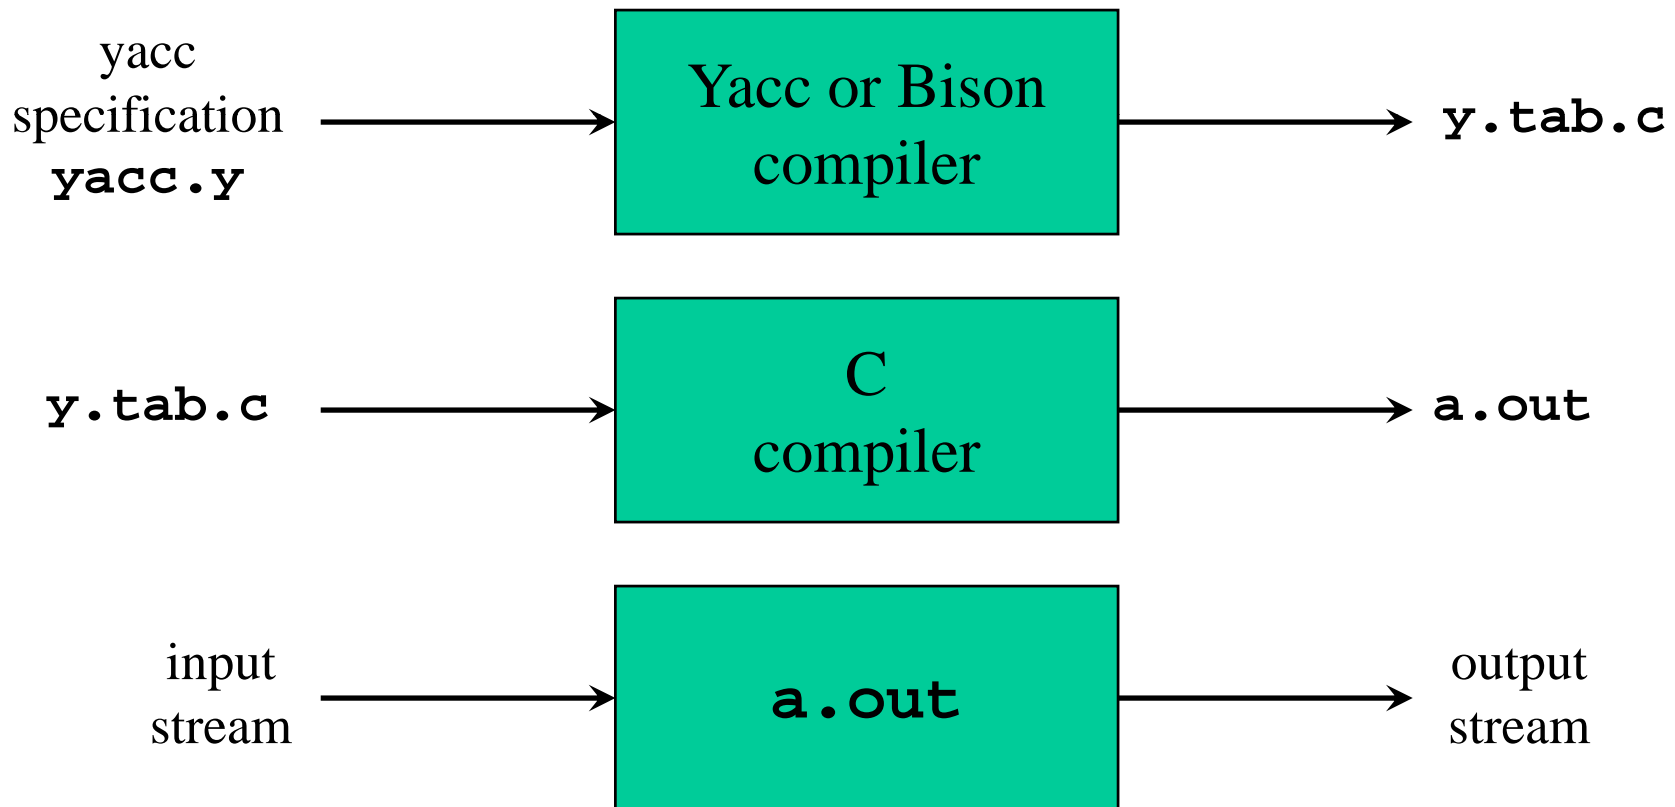 yacc
specification
yacc.y
Yacc or Bison
compiler
y.tab.c
y.tab.c
C
compiler
a.out
input
stream
a.out
output
stream